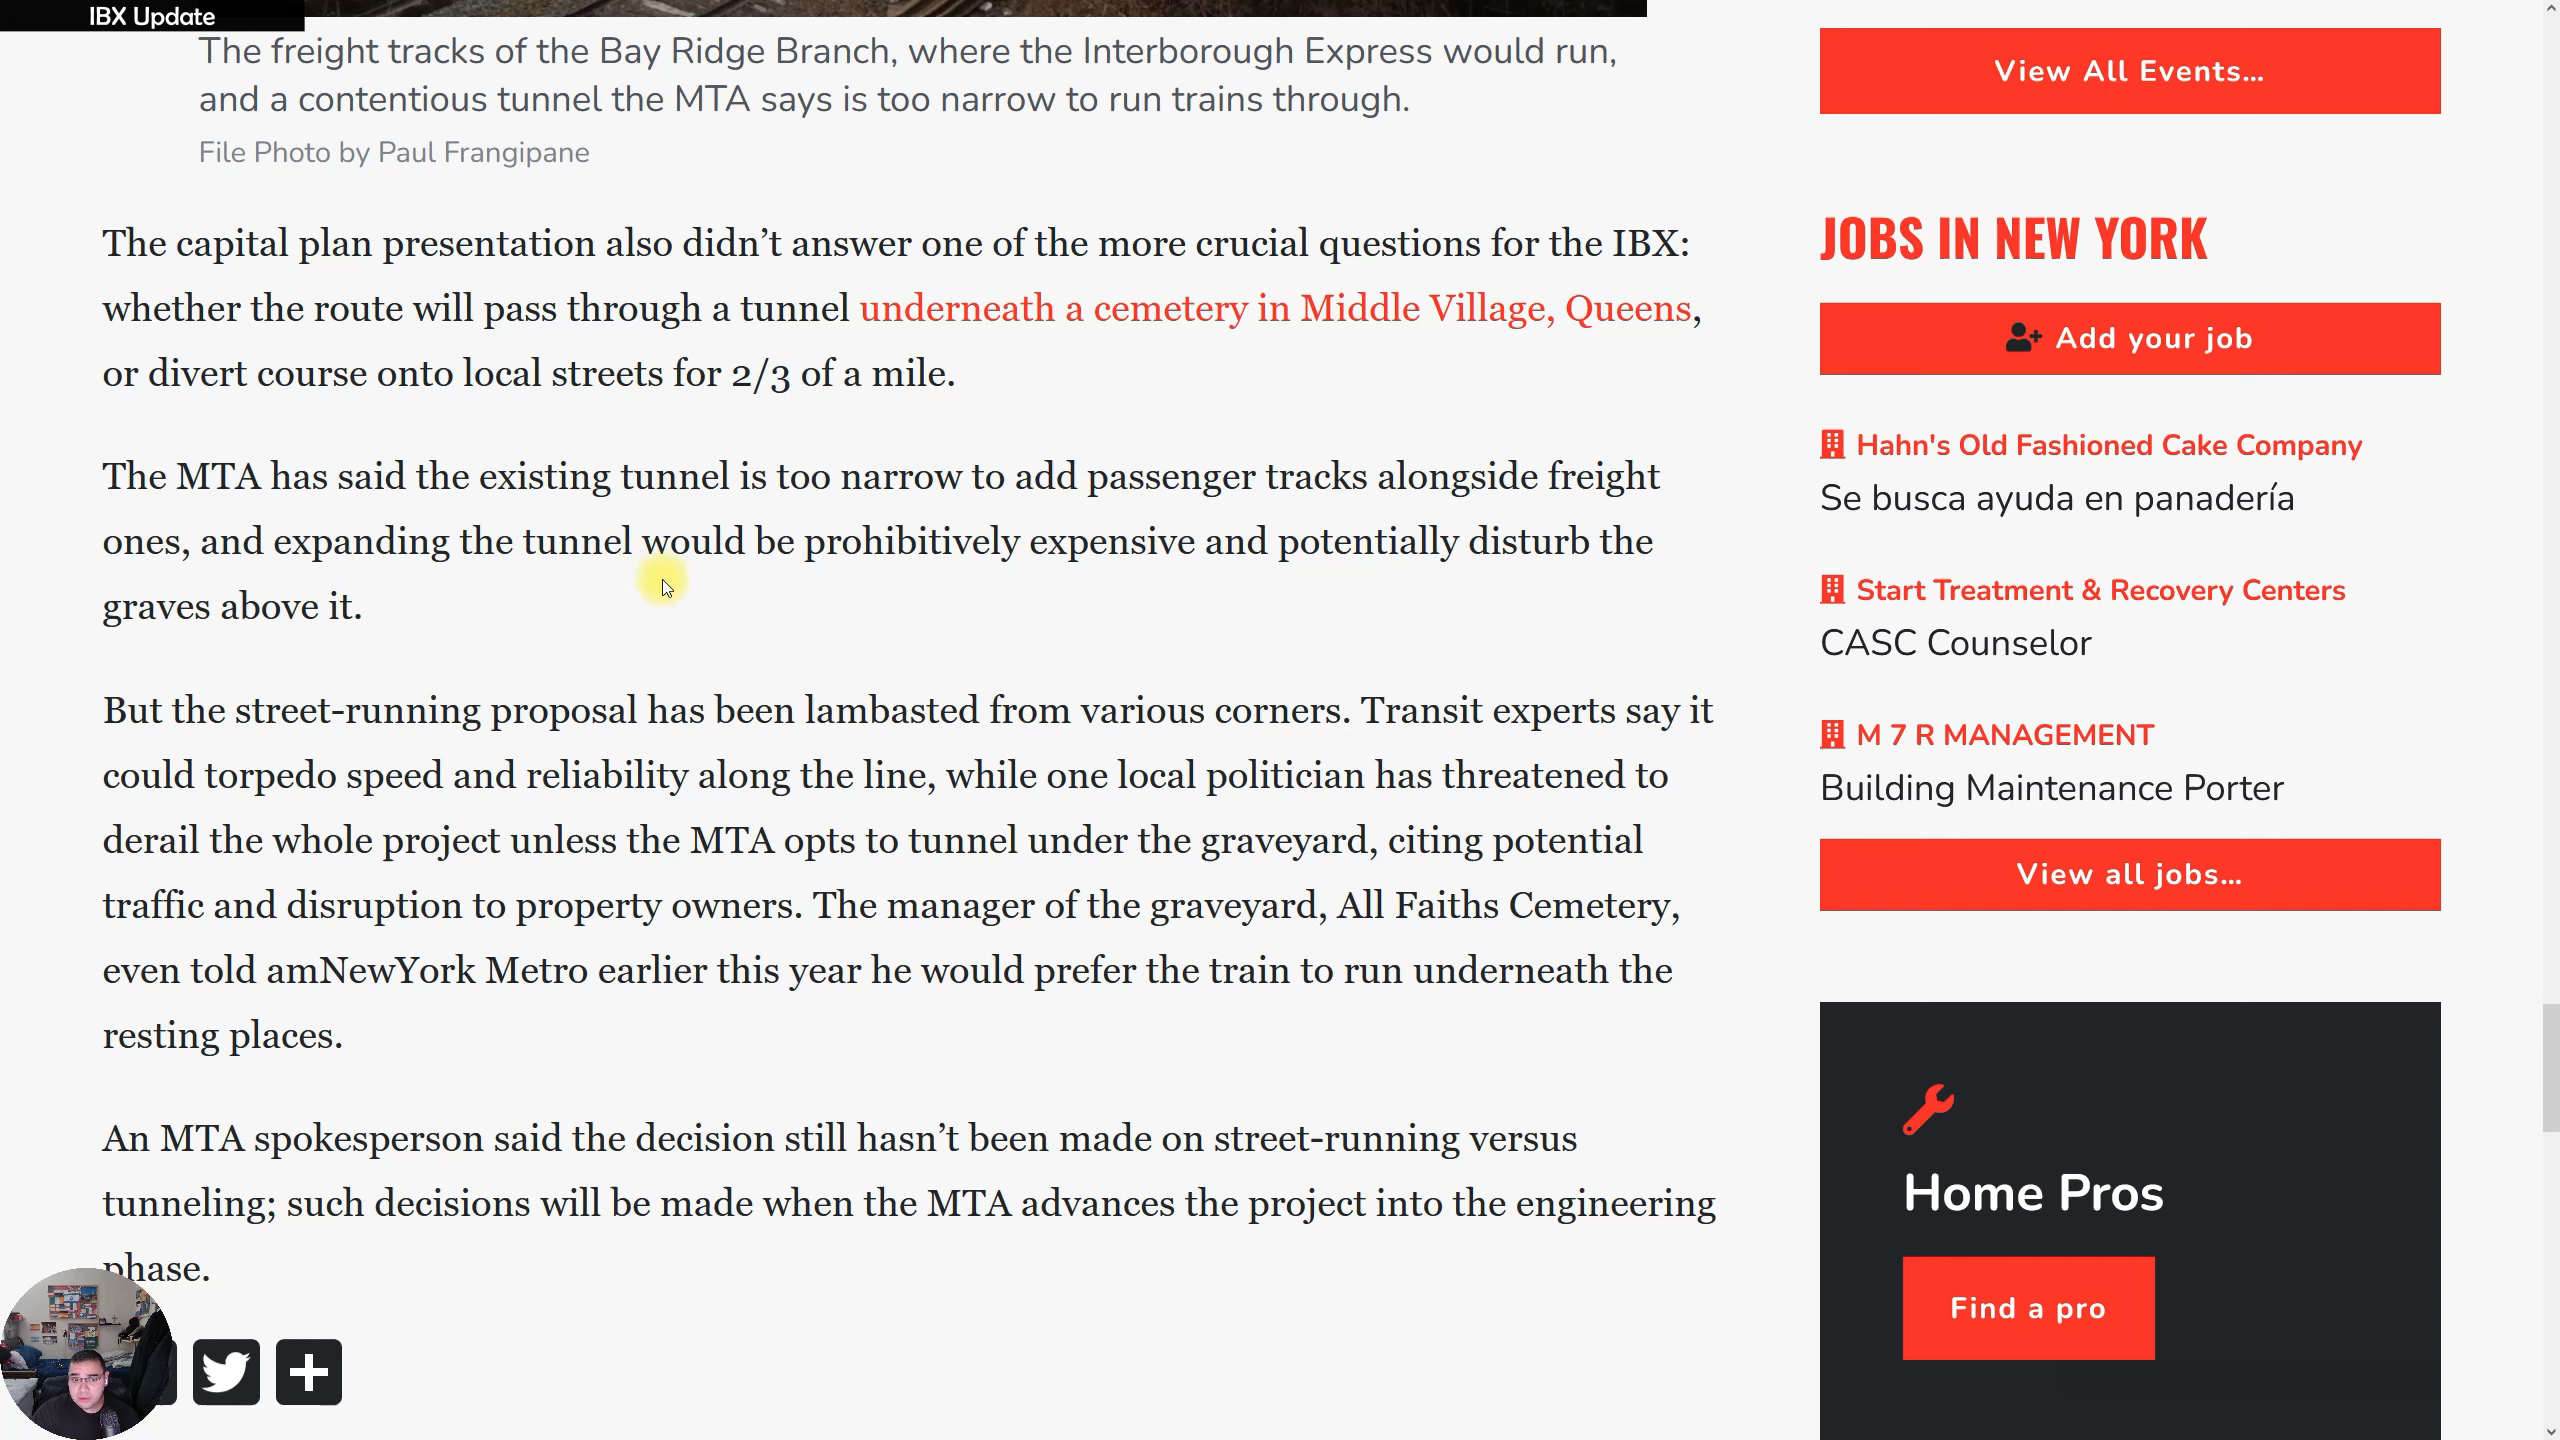 IBX Update
The freight tracks of the Bay Ridge Branch, where the Interborough Express would run,
and a contentious tunnel the MTA says is too narrow to run trains through.
File Photo by Paul Frangipane
The capital plan presentation also didn’t answer one of the more crucial questions for the IBX:
whether the route will pass through a tunnel underneath a cemetery in Middle Village, Queens,
or divert course onto local streets for 2/3 of a mile.
The MTA has said the existing tunnel is too narrow to add passenger tracks alongside freight
ones, and expanding the tunnel would be prohibitively expensive and potentially disturb the
graves above it.
But the street-running proposal has been lambasted from various corners. Transit experts say it
could torpedo speed and reliability along the line, while one local politician has threatened to
derail the whole project unless the MTA opts to tunnel under the graveyard, citing potential
traffic and disruption to property owners. The manager of the graveyard, All Faiths Cemetery,
even told amNewYork Metro earlier this year he would prefer the train to run underneath the
resting places.
An MTA spokesperson said the decision still hasn’t been made on street-running versus
tunneling; such decisions will be made when the MTA advances the project into the engineering
phase.
View All Events…
JOBS IN NEW YORK
Add your job
Hahn's Old Fashioned Cake Company
Se busca ayuda en panadería
Start Treatment & Recovery Centers
CASC Counselor
M 7 R MANAGEMENT
Building Maintenance Porter
View all jobs…
Home Pros
Find a pro